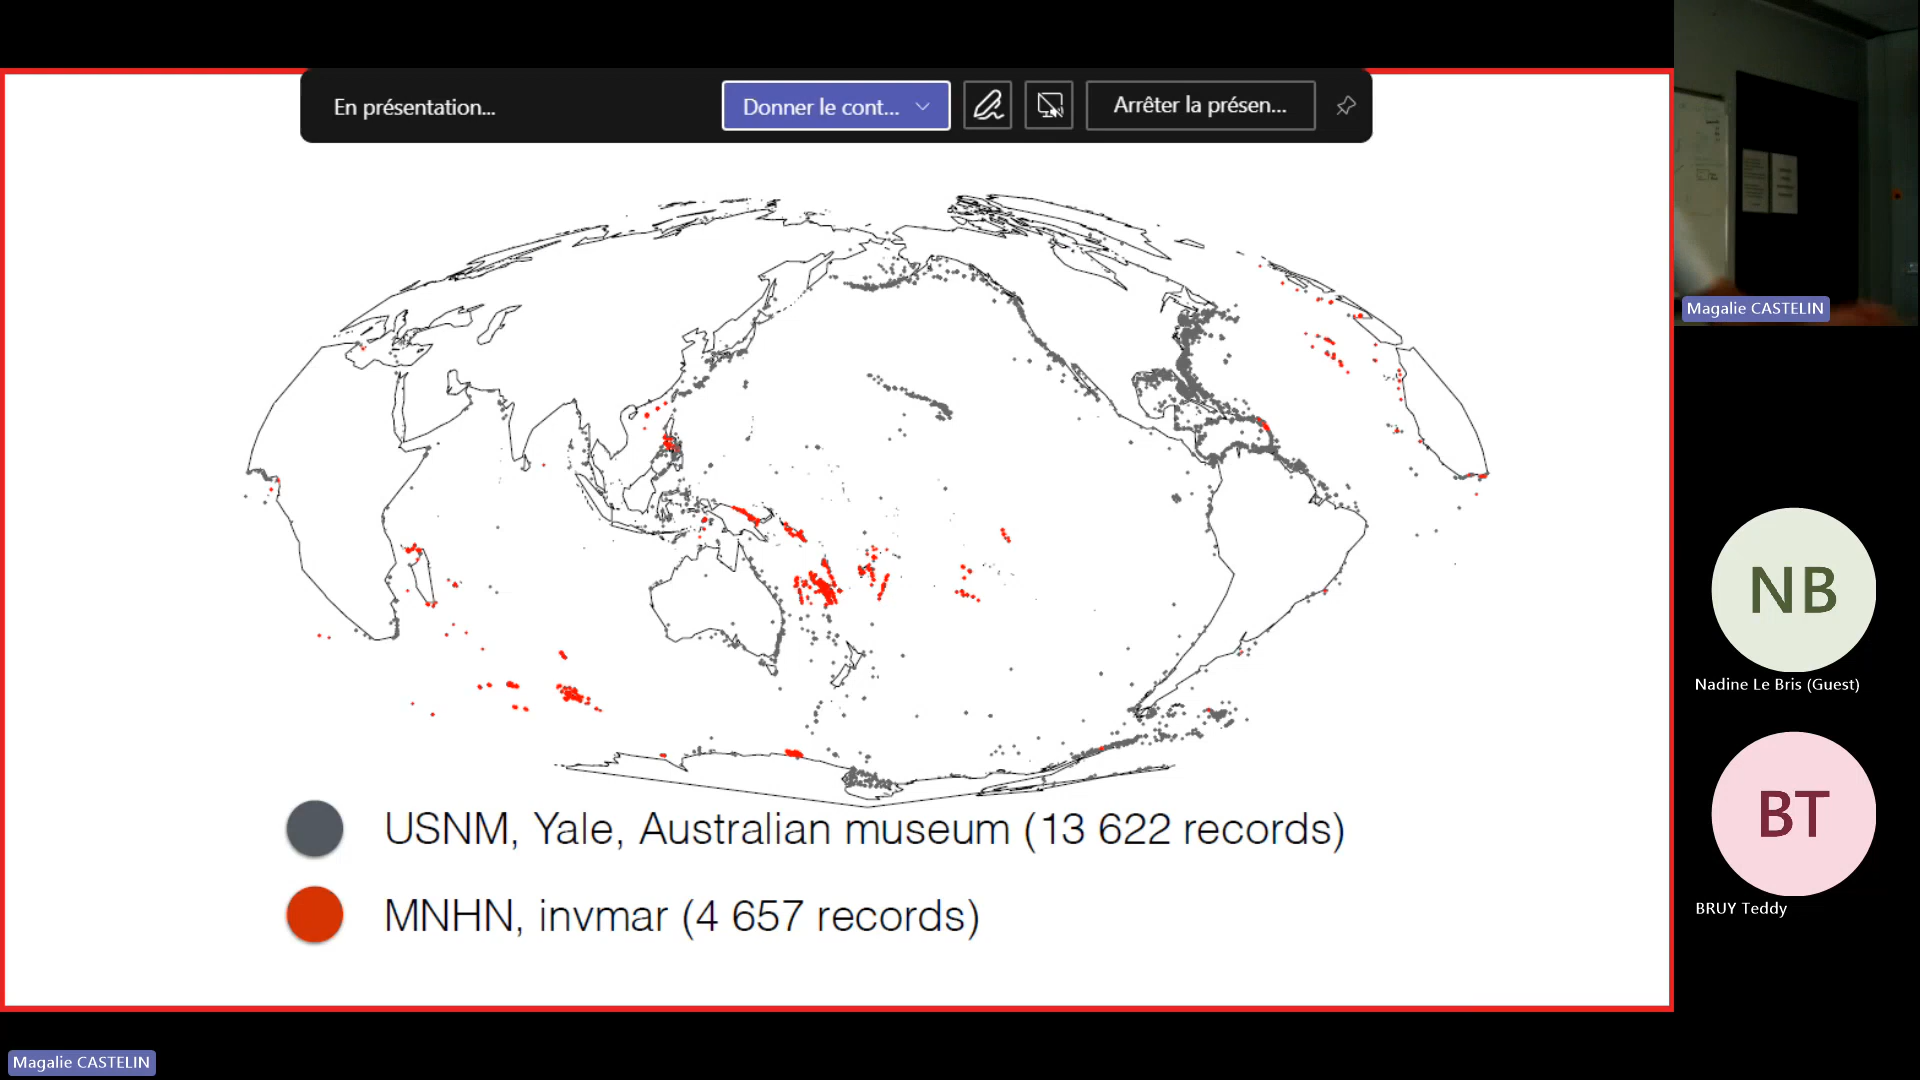 En présentation...
Donner le cont...
Arrêter la présen...
Magalie CASTELIN
NB
Nadine Le Bris (Guest)
BT
BRUY Teddy
USNM, Yale, Australian museum (13 622 records)
MNHN, invmar (4 657 records)
Magalie CASTELIN